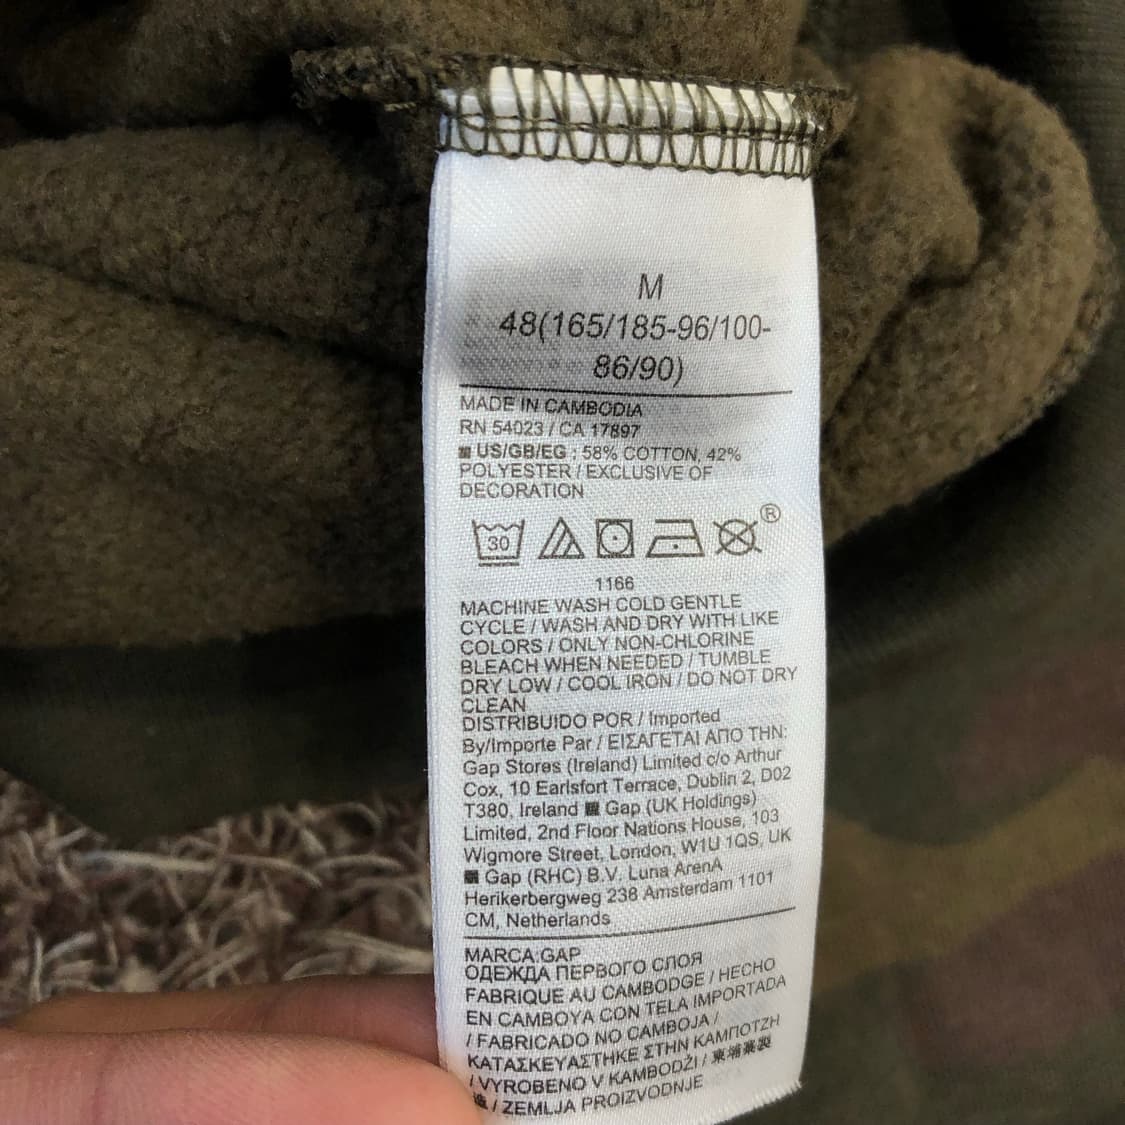 M
48(165/185-96/100-
86/90)
MADE IN CAMBODIA
RN 54023 / CA 17897
US/GB/EG : 58% COTTON, 42%
POLYESTER / EXCLUSIVE OF
DECORATION
30
®
1166
MACHINE WASH COLD GENTLE
CYCLE / WASH AND DRY WITH LIKE
COLORS / ONLY NON-CHLORINE
BLEACH WHEN NEEDED / TUMBLE
DRY LOW / COOL IRON / DO NOT DRY
CLEAN
DISTRIBUIDO POR / Imported
By/Importe Par / ΕΙΣΑΓΕΤΑΙ ΑΠΟ ΤΗΝ:
Gap Stores (Ireland) Limited c/o Arthur
Cox, 10 Earlsfort Terrace, Dublin 2, D02
T380, Ireland Gap (UK Holdings)
Limited, 2nd Floor Nations House, 103
Wigmore Street, London, W1U 1QS, UK
Gap (RHC) B.V. Luna ArenA
Herikerbergweg 238 Amsterdam 1101
CM, Netherlands
MARCA:GAP
ОДЕЖДА ПЕРВОГО СЛОЯ
FABRIQUE AU CAMBODGE / HECHO
EN CAMBOYA CON TELA IMPORTADA
/ FABRICADO NO CAMBOJA /
ΚΑΤΑΣΚΕΥΑΣΤΗΚΕ ΣΤΗΝ ΚΑΜΠΟΤΖΗ
/ VYROBENO V KAMBODŽI / 柬埔寨製
/ ZEMLJA PROIZVODNJE